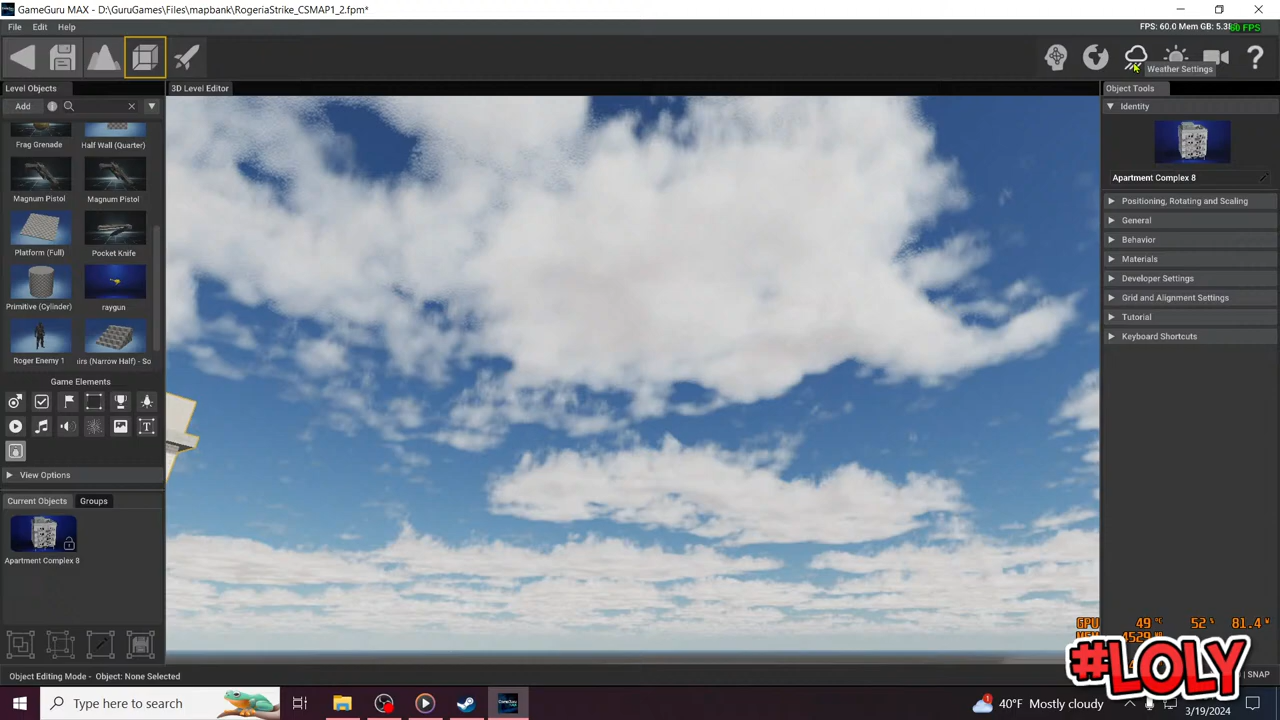 GameGuru MAX - D:\GuruGames\Files\mapbank\RogeriaStrike_CSMAP1_2.fpm*
File Edit Help
FPS: 60.0 Mem GB: 5.38
60 FPS
Weather Settings
Level Objects
3D Level Editor
Object Tools
Add
Identity
Frag Grenade
Half Wall (Quarter)
Magnum Pistol
Magnum Pistol
Apartment Complex 8
Positioning, Rotating and Scaling
General
Behavior
Materials
Developer Settings
Grid and Alignment Settings
Tutorial
Keyboard Shortcuts
Platform (Full)
Pocket Knife
Primitive (Cylinder)
raygun
Roger Enemy 1
irs (Narrow Half) - So
Game Elements
View Options
Current Objects
Groups
Apartment Complex 8
GPU 49 °C 52 % 81.4 W
MEM 4529
#LOLY
Object Editing Mode - Object: None Selected
SNAP
Type here to search
40°F Mostly cloudy
3/19/2024